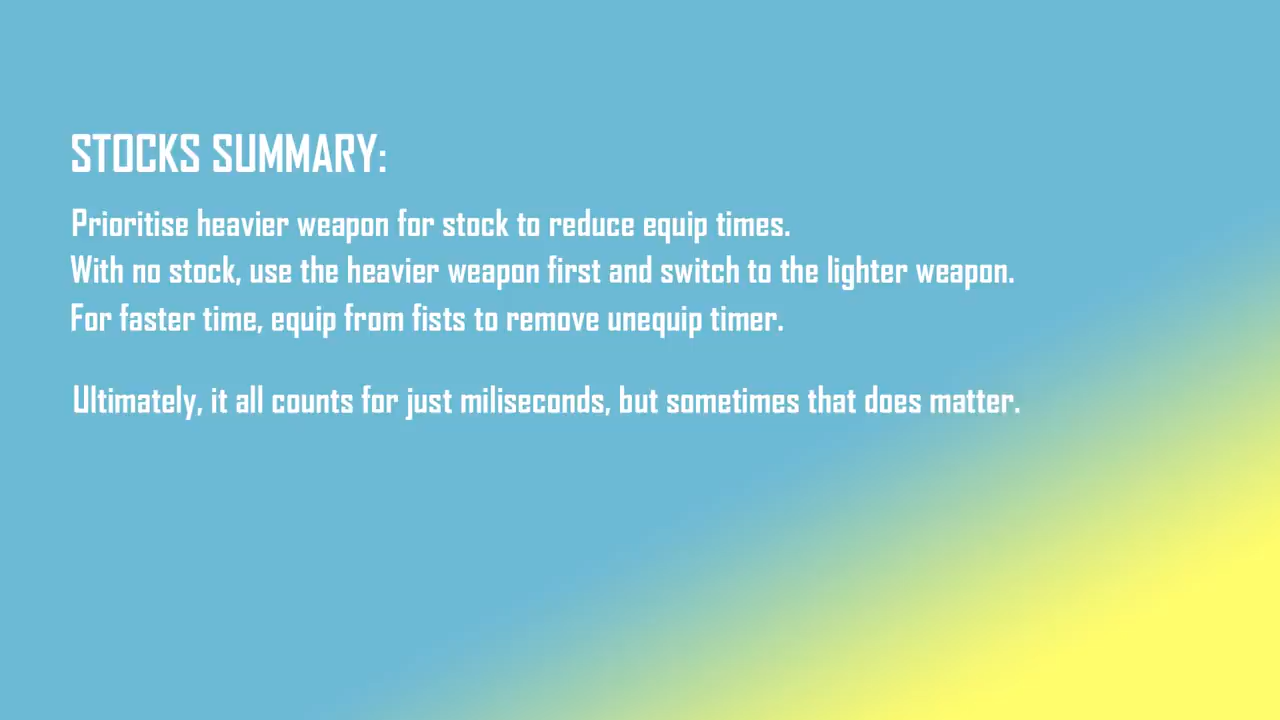 STOCKS SUMMARY:
Prioritise heavier weapon for stock to reduce equip times.
With no stock, use the heavier weapon first and switch to the lighter weapon.
For faster time, equip from fists to remove unequip timer.
Ultimately, it all counts for just miliseconds, but sometimes that does matter.